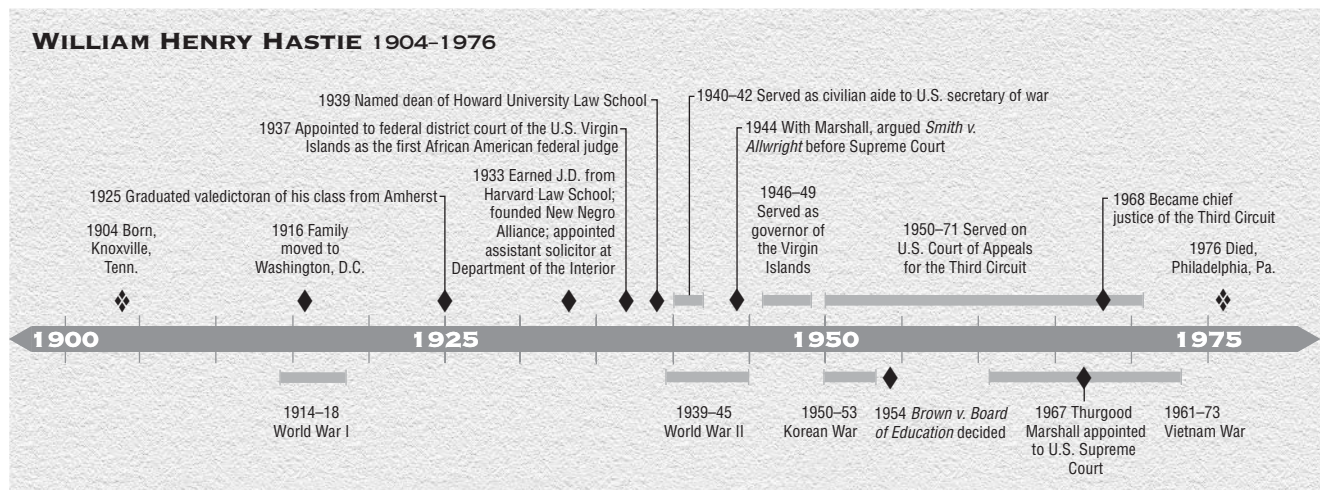 WILLIAM HENRY HASTIE 1904–1976
1939 Named dean of Howard University Law School
1940–42 Served as civilian aide to U.S. secretary of war
1937 Appointed to federal district court of the U.S. Virgin
Islands as the first African American federal judge
1944 With Marshall, argued Smith v.
Allwright before Supreme Court
1933 Earned J.D. from
Harvard Law School;
founded New Negro
Alliance; appointed
assistant solicitor at
Department of the Interior
1925 Graduated valedictoran of his class from Amherst
1946–49
Served as
governor of
the Virgin
Islands
1968 Became chief
justice of the Third Circuit
1904 Born,
Knoxville,
Tenn.
1916 Family
moved to
Washington, D.C.
1950–71 Served on
U.S. Court of Appeals
for the Third Circuit
1976 Died,
Philadelphia, Pa.
1900 1925 1950 1975
1914–18
World War I
1939–45
World War II
1950–53
Korean War
1954 Brown v. Board
of Education decided
1967 Thurgood
Marshall appointed
to U.S. Supreme
Court
1961–73
Vietnam War